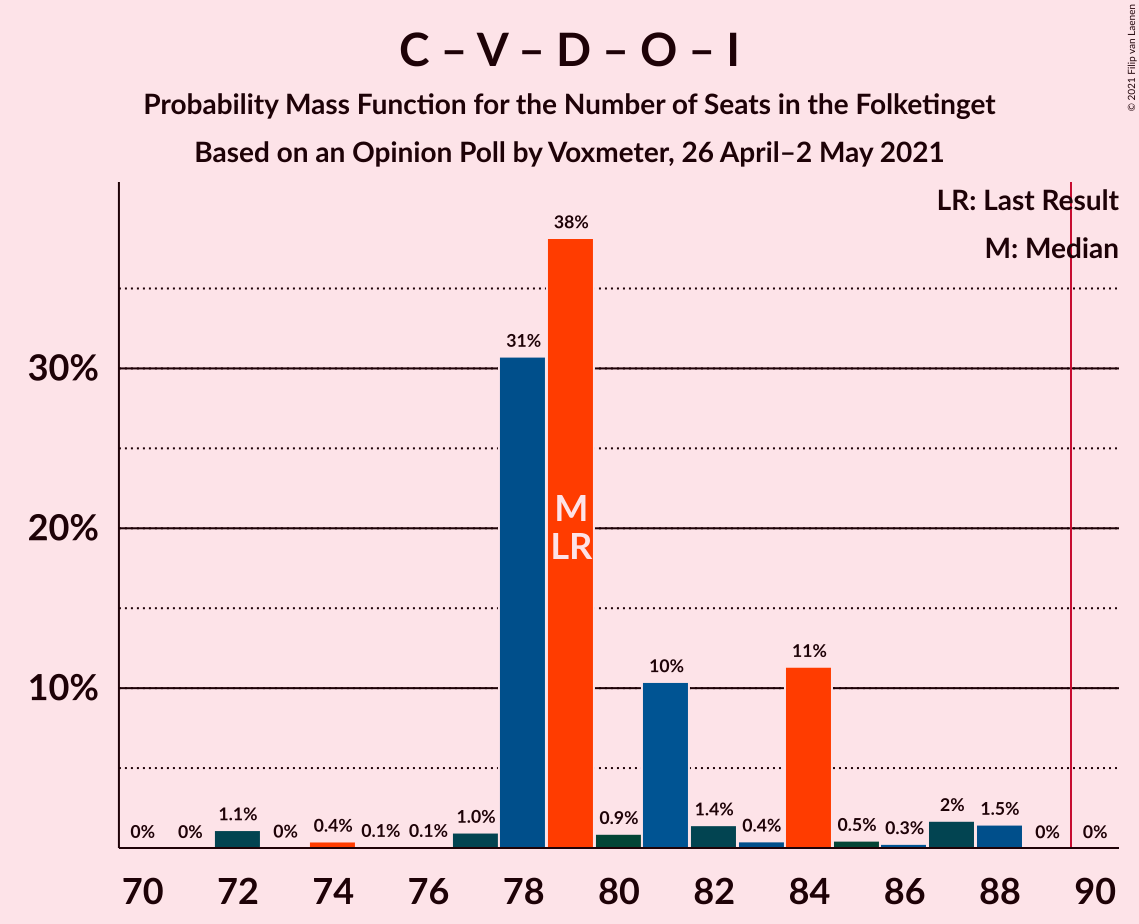 C – V – D – O – I
Probability Mass Function for the Number of Seats in the Folketinget
Based on an Opinion Poll by Voxmeter, 26 April–2 May 2021
© 2021 Filip van Laenen
LR: Last Result
M: Median
38%
31%
30%
M
LR
20%
11%
10%
10%
0%
0%
1.1%
0%
0.4%
0.1%
0.1%
1.0%
0.9%
1.4%
0.4%
0.5%
0.3%
2%
1.5%
0%
0%
70 72 74 76 78 80 82 84 86 88 90